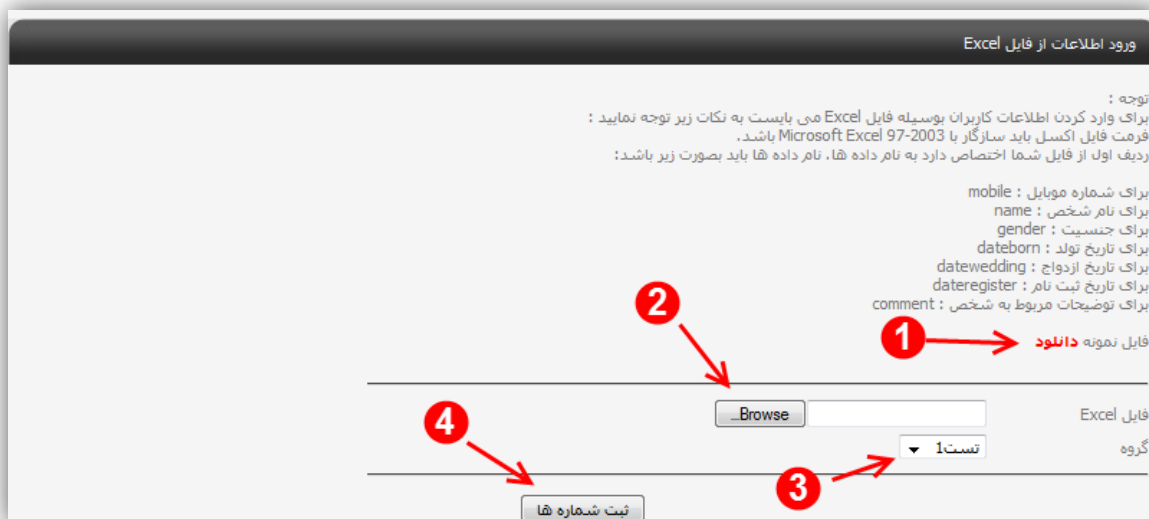 ورود اطلاعات از فایل Excel
توجه :
برای وارد کردن اطلاعات کاربران بوسیله فایل Excel می بایست به نکات زیر توجه نمایید :
فرمت فایل اکسل باید سازگار با Microsoft Excel 97-2003 باشد.
ردیف اول از فایل شما اختصاص دارد به نام داده ها، نام داده ها باید بصورت زیر باشد:
برای شماره موبایل : mobile
برای نام شخص : name
برای جنسیت : gender
برای تاریخ تولد : dateborn
برای تاریخ ازدواج : datewedding
برای تاریخ ثبت نام : dateregister
برای توضیحات مربوط به شخص : comment
2
فایل نمونه دانلود 1
فایل Excel Browse...
4
گروه تست1
3
ثبت شماره ها